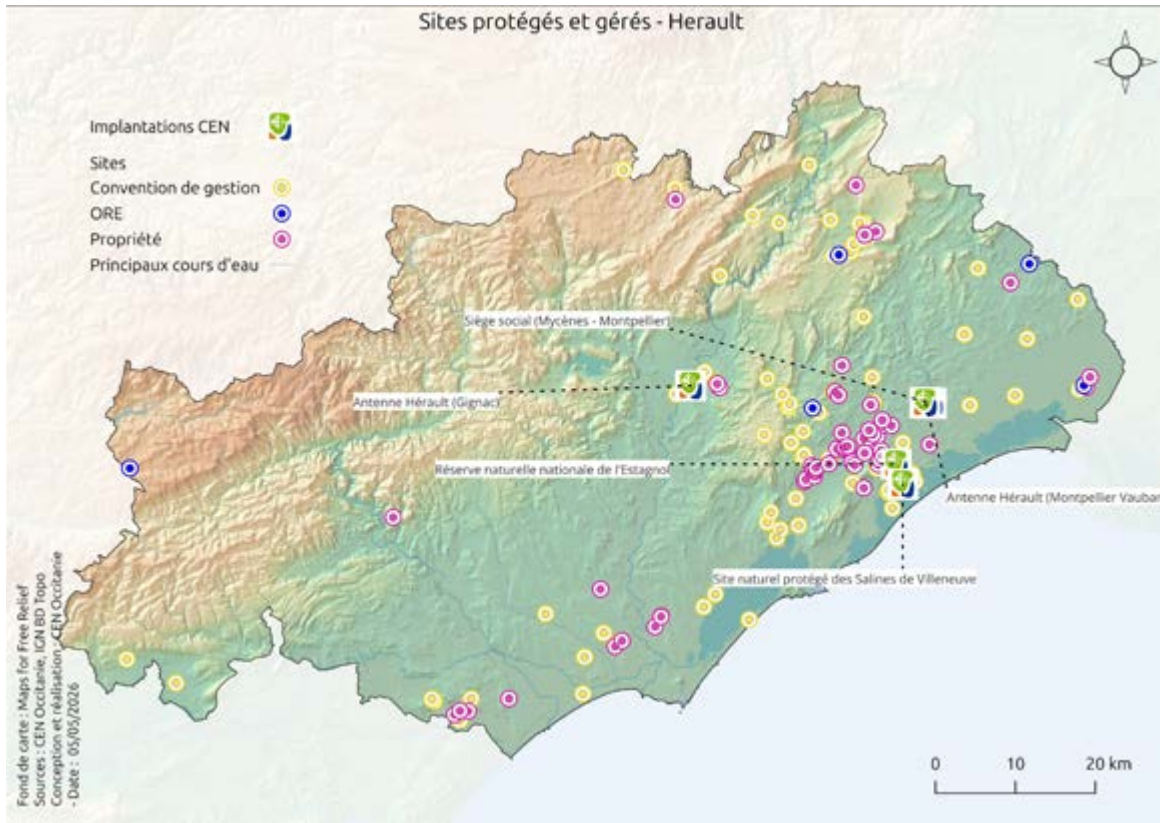 Sites protégés et gérés - Herault
Implantations CEN
Sites
Convention de gestion
ORE
Propriété
Principaux cours d'eau
Siège social (Mycènes - Montpellier)
Antenne Hérault (Gignac)
Réserve naturelle nationale de l'Estagnol
Antenne Hérault (Montpellier Vauban
Site naturel protégé des Salines de Villeneuve
0 10 20 km
Fond de carte : Maps for Free Relief
Sources : CEN Occitanie, IGN BD Topo
Conception et réalisation : CEN Occitanie
- Date : 05/05/2026